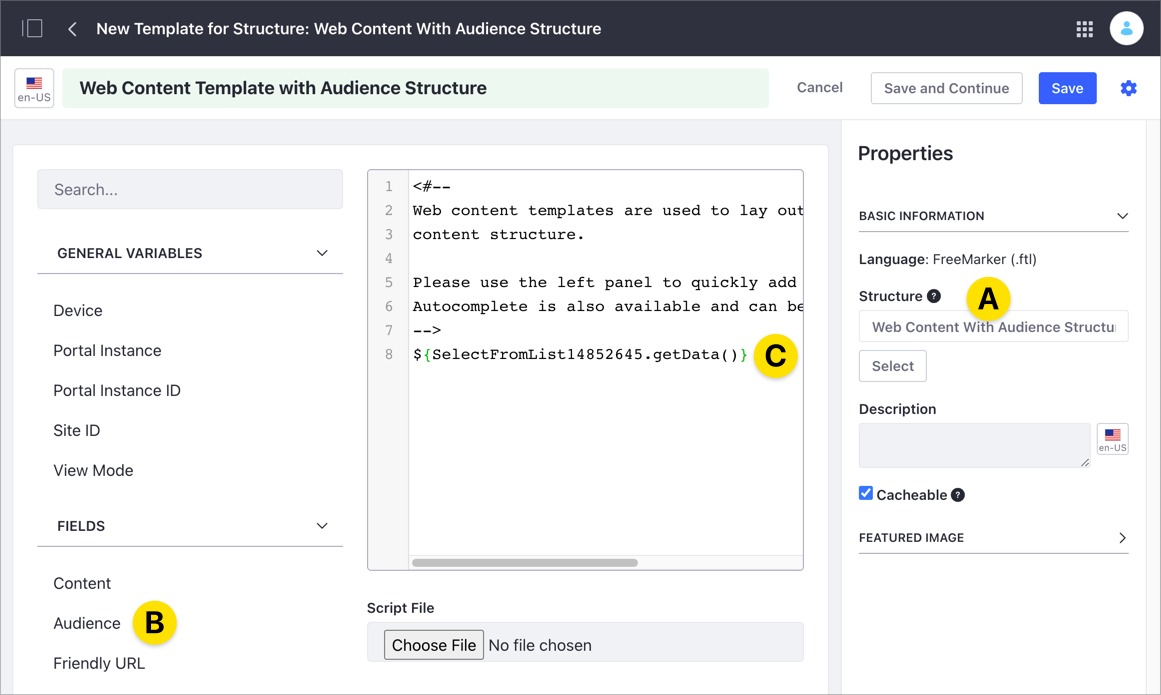 New Template for Structure: Web Content With Audience Structure
en-US
Web Content Template with Audience Structure
Cancel
Save and Continue
Save
Search...
GENERAL VARIABLES
Device
Portal Instance
Portal Instance ID
Site ID
View Mode
FIELDS
Content
Audience
B
Friendly URL
1 <#--
2 Web content templates are used to lay out
3 content structure.
4
5 Please use the left panel to quickly add
6 Autocomplete is also available and can be
7 -->
8 ${SelectFromList14852645.getData()}
C
Script File
Choose File No file chosen
Properties
BASIC INFORMATION
Language: FreeMarker (.ftl)
Structure ?
A
Web Content With Audience Structu
Select
Description
en-US
Cacheable ?
FEATURED IMAGE